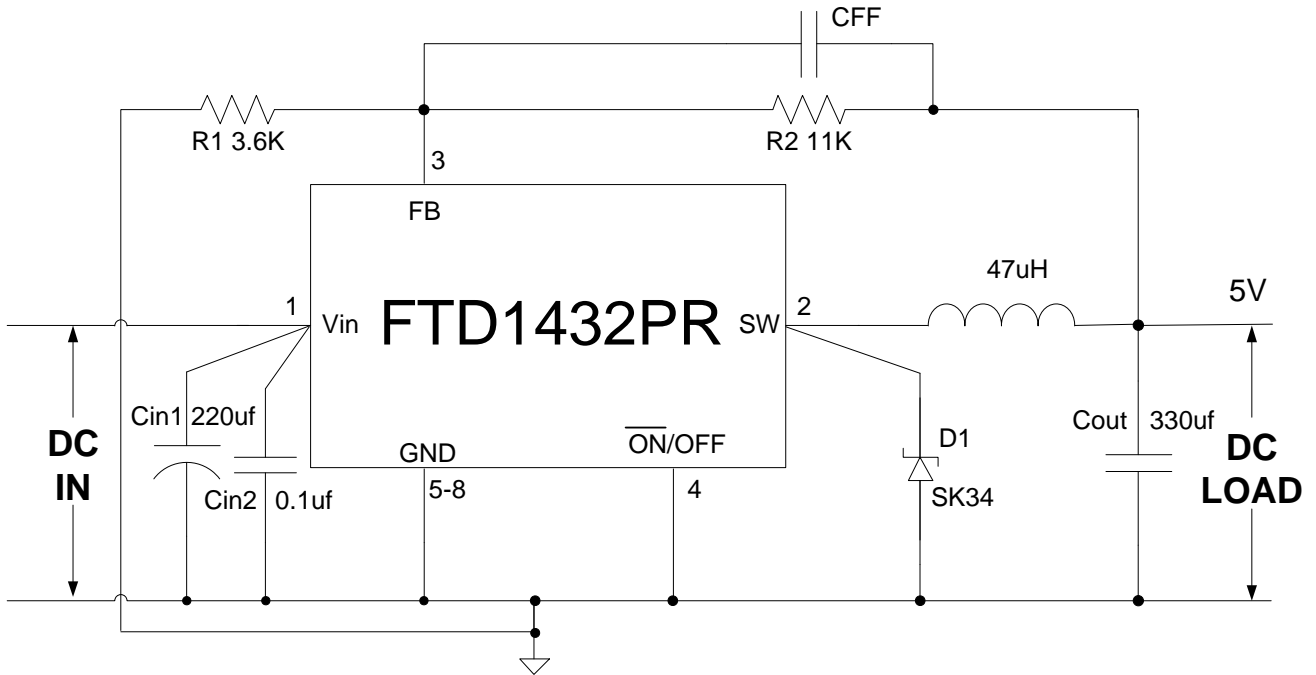 CFF
R1 3.6K
R2 11K
3
FB
47uH
5V
1
2
Vin
FTD1432PR
SW
Cin1 220uf
Cout 330uf
DC
IN
ON/OFF
D1
DC
LOAD
GND
Cin2 0.1uf
5-8
4
SK34